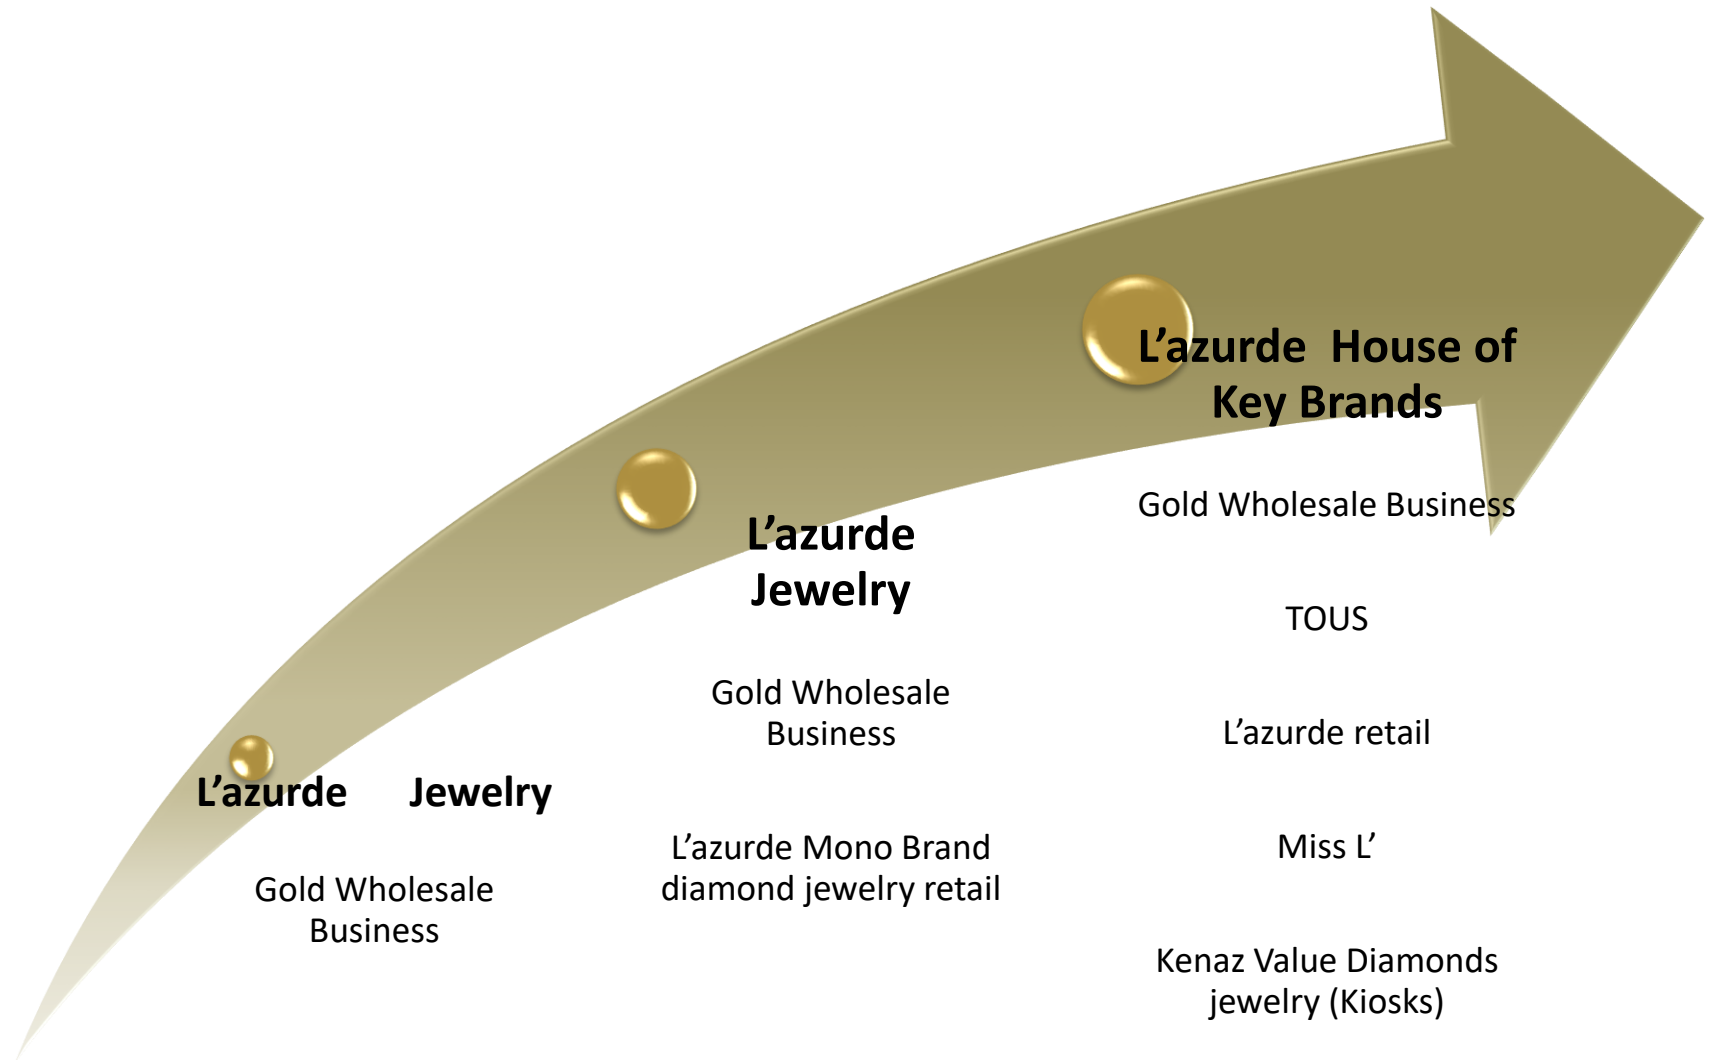 L’azurde Jewelry
Gold Wholesale
Business
L’azurde
Jewelry
Gold Wholesale
Business
L’azurde Mono Brand
diamond jewelry retail
L’azurde House of
Key Brands
Gold Wholesale Business
TOUS
L’azurde retail
Miss L’
Kenaz Value Diamonds
jewelry (Kiosks)